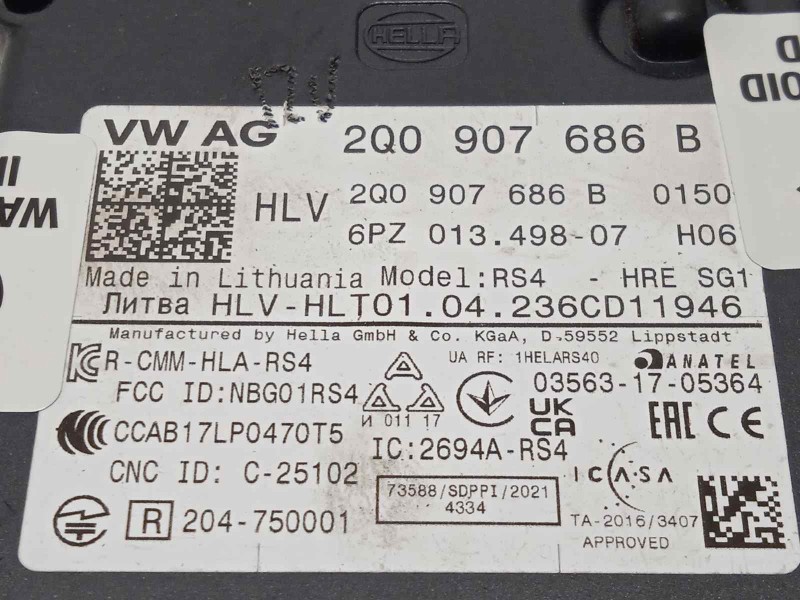 HELLA
VW AG 2Q0 907 686 B
HLV 2Q0 907 686 B 0150
6PZ 013.498-07 H06
Made in Lithuania Model:RS4 - HRE SG1
Литва HLV-HLT01.04.236CD11946
Manufactured by Hella GmbH & Co. KGaA, D-59552 Lippstadt
R-CMM-HLA-RS4
UA RF: 1HELARS40
ANATEL
FCC ID:NBG01RS4
03563-17-05364
И 011 17
UK CA
EAC CE
CCAB17LP0470T5
IC:2694A-RS4
CNC ID: C-25102
ICASA
73588/SDPPI/2021
4334
R 204-750001
TA-2016/3407
APPROVED